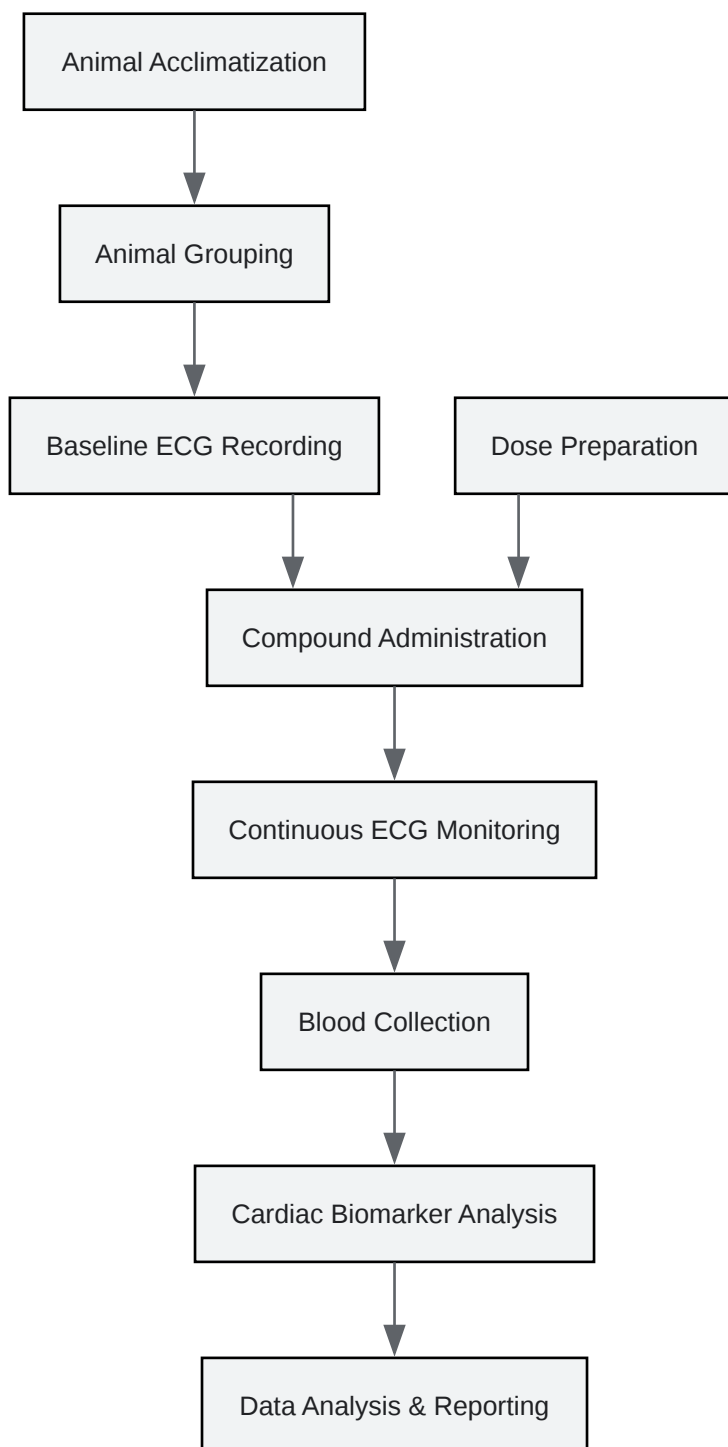 Animal Acclimatization
Animal Grouping
Baseline ECG Recording
Dose Preparation
Compound Administration
Continuous ECG Monitoring
Blood Collection
Cardiac Biomarker Analysis
Data Analysis & Reporting